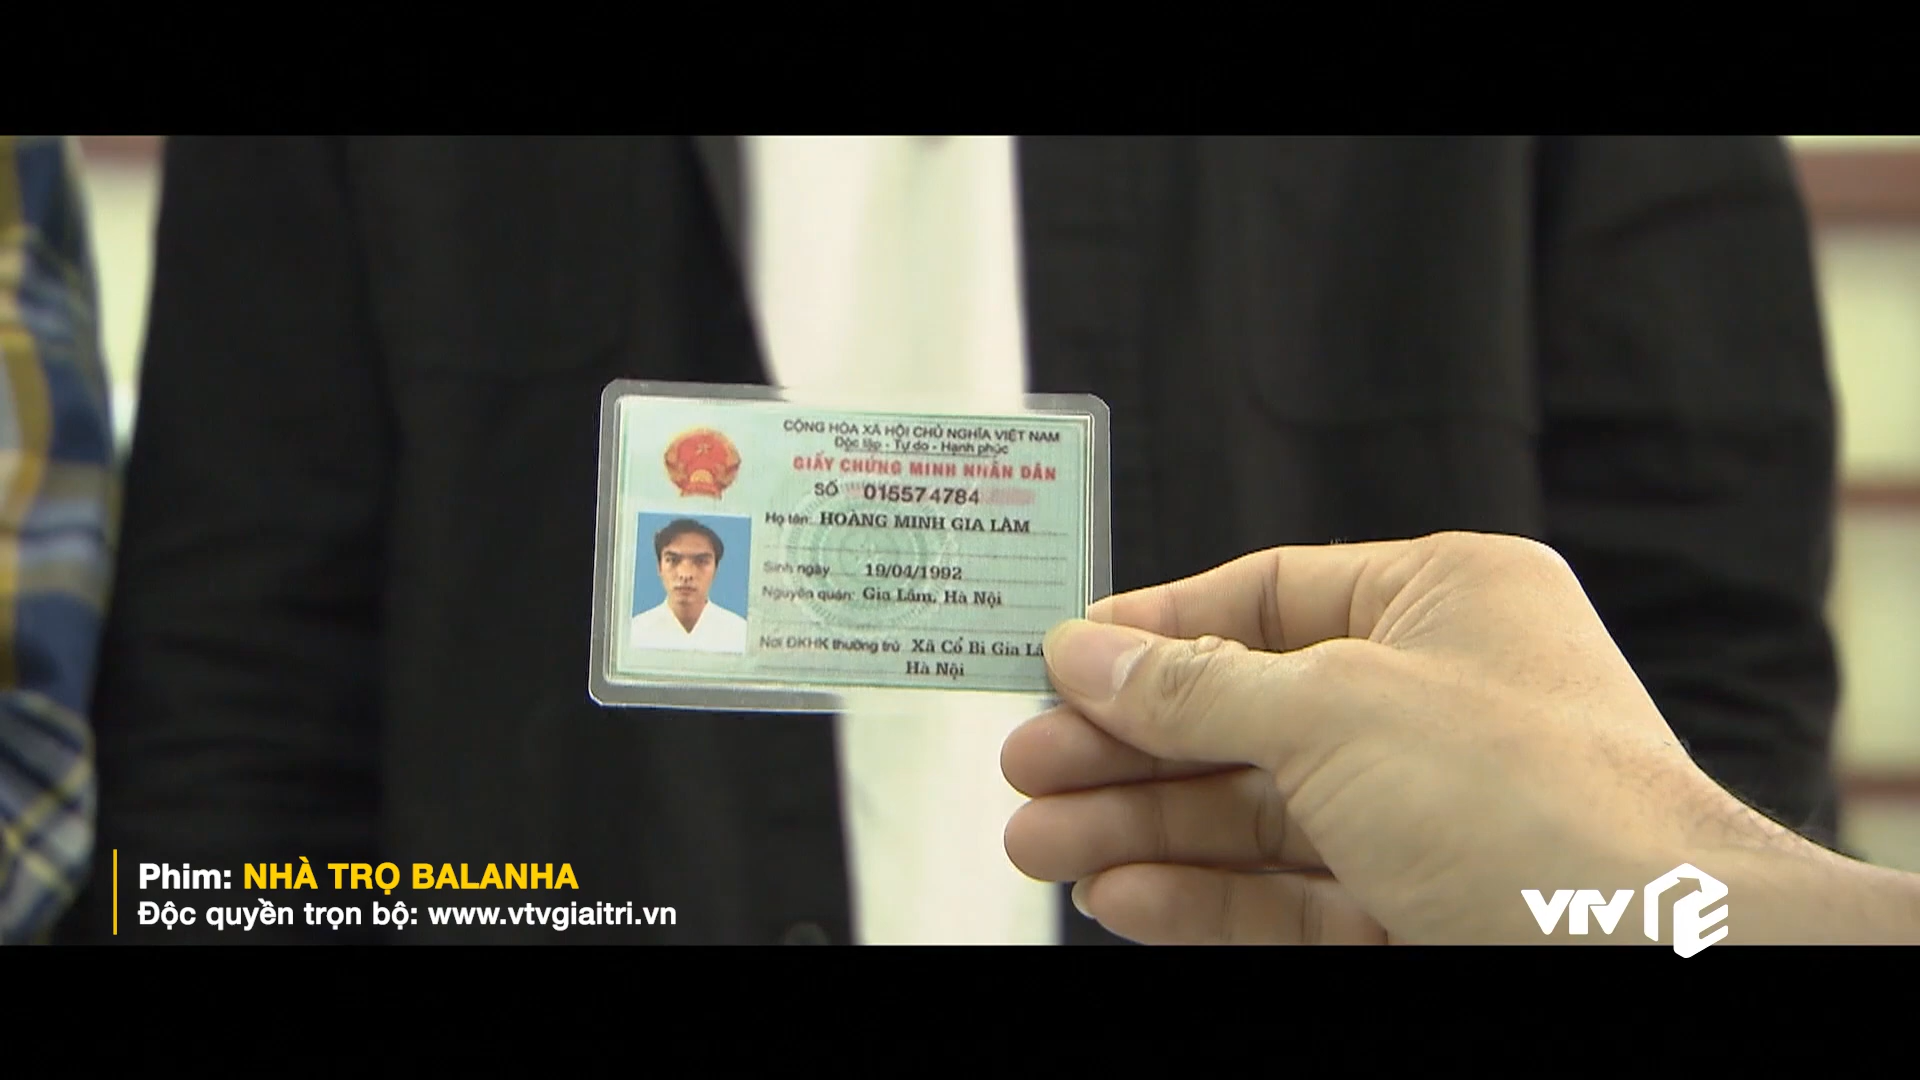 CỘNG HÒA XÃ HỘI CHỦ NGHĨA VIỆT NAM
Độc lập - Tự do - Hạnh phúc
GIẤY CHỨNG MINH NHÂN DÂN
SỐ 015574784
Họ tên: HOÀNG MINH GIA LÂM
Sinh ngày 19/04/1992
Nguyên quán: Gia Lâm, Hà Nội
Nơi ĐKHK thường trú Xã Cổ Bi Gia Lâ
Hà Nội
Phim: NHÀ TRỌ BALANHA
Độc quyền trọn bộ: www.vtvgiaitri.vn
VTV E